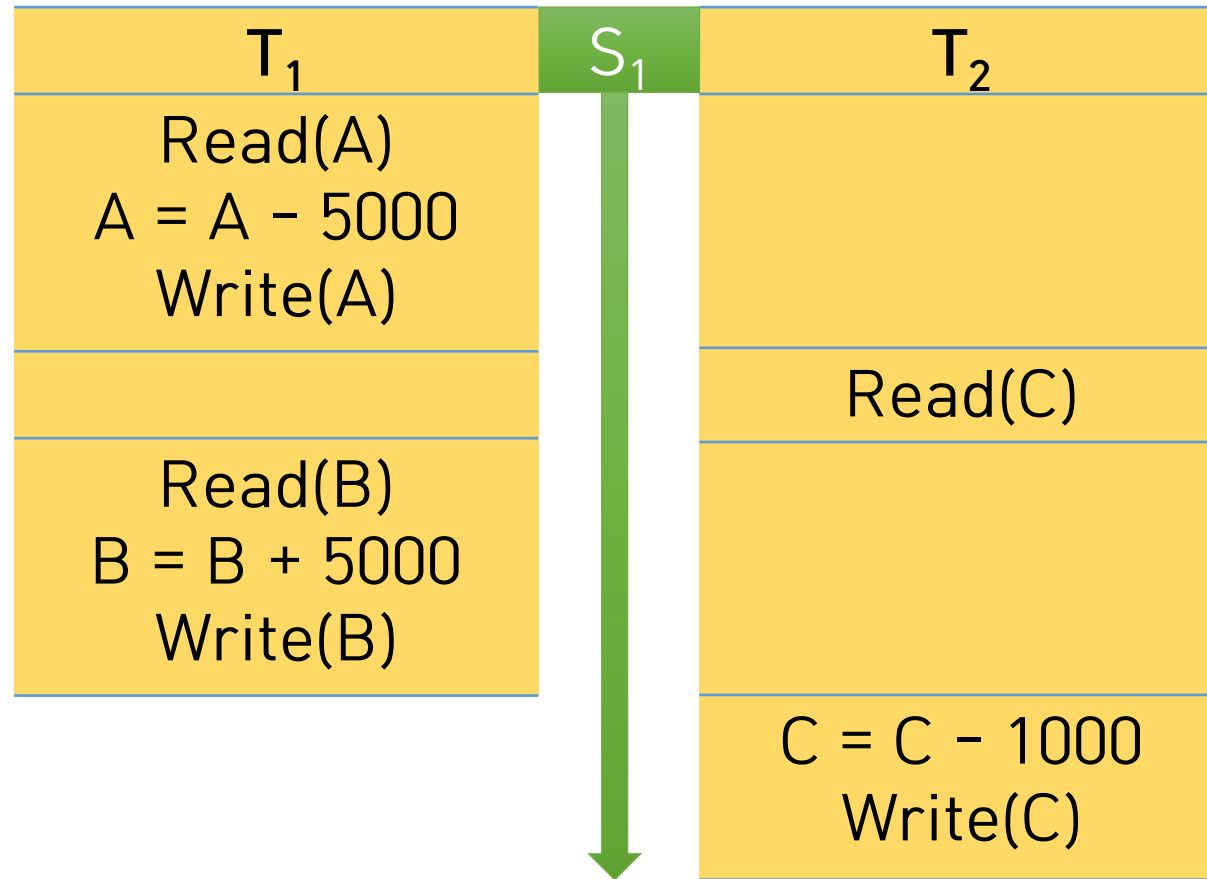 T₁ S₁ T₂
Read(A)
A = A - 5000
Write(A)
Read(C)
Read(B)
B = B + 5000
Write(B)
C = C - 1000
Write(C)